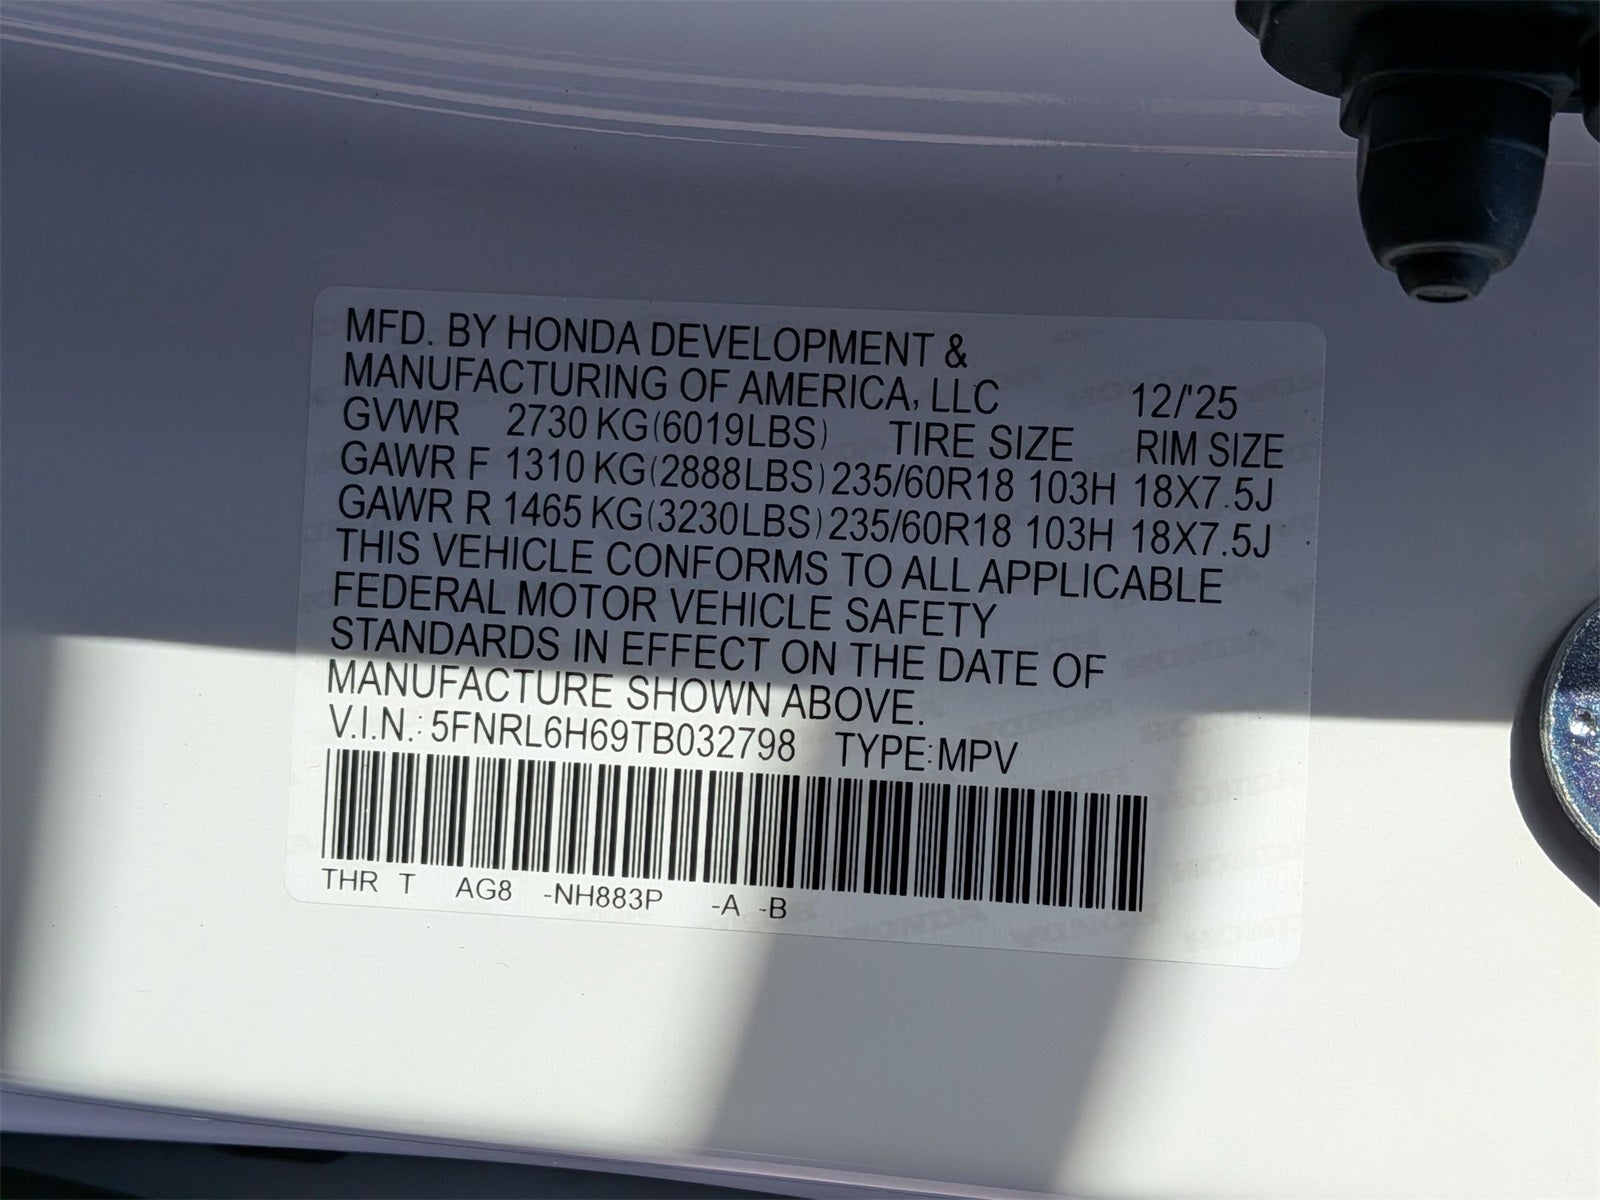 MFD. BY HONDA DEVELOPMENT &
MANUFACTURING OF AMERICA, LLC 12/'25
GVWR 2730 KG(6019LBS) TIRE SIZE RIM SIZE
GAWR F 1310 KG(2888LBS) 235/60R18 103H 18X7.5J
GAWR R 1465 KG(3230LBS) 235/60R18 103H 18X7.5J
THIS VEHICLE CONFORMS TO ALL APPLICABLE
FEDERAL MOTOR VEHICLE SAFETY
STANDARDS IN EFFECT ON THE DATE OF
MANUFACTURE SHOWN ABOVE.
V.I.N.: 5FNRL6H69TB032798 TYPE:MPV
THR T AG8 -NH883P -A -B